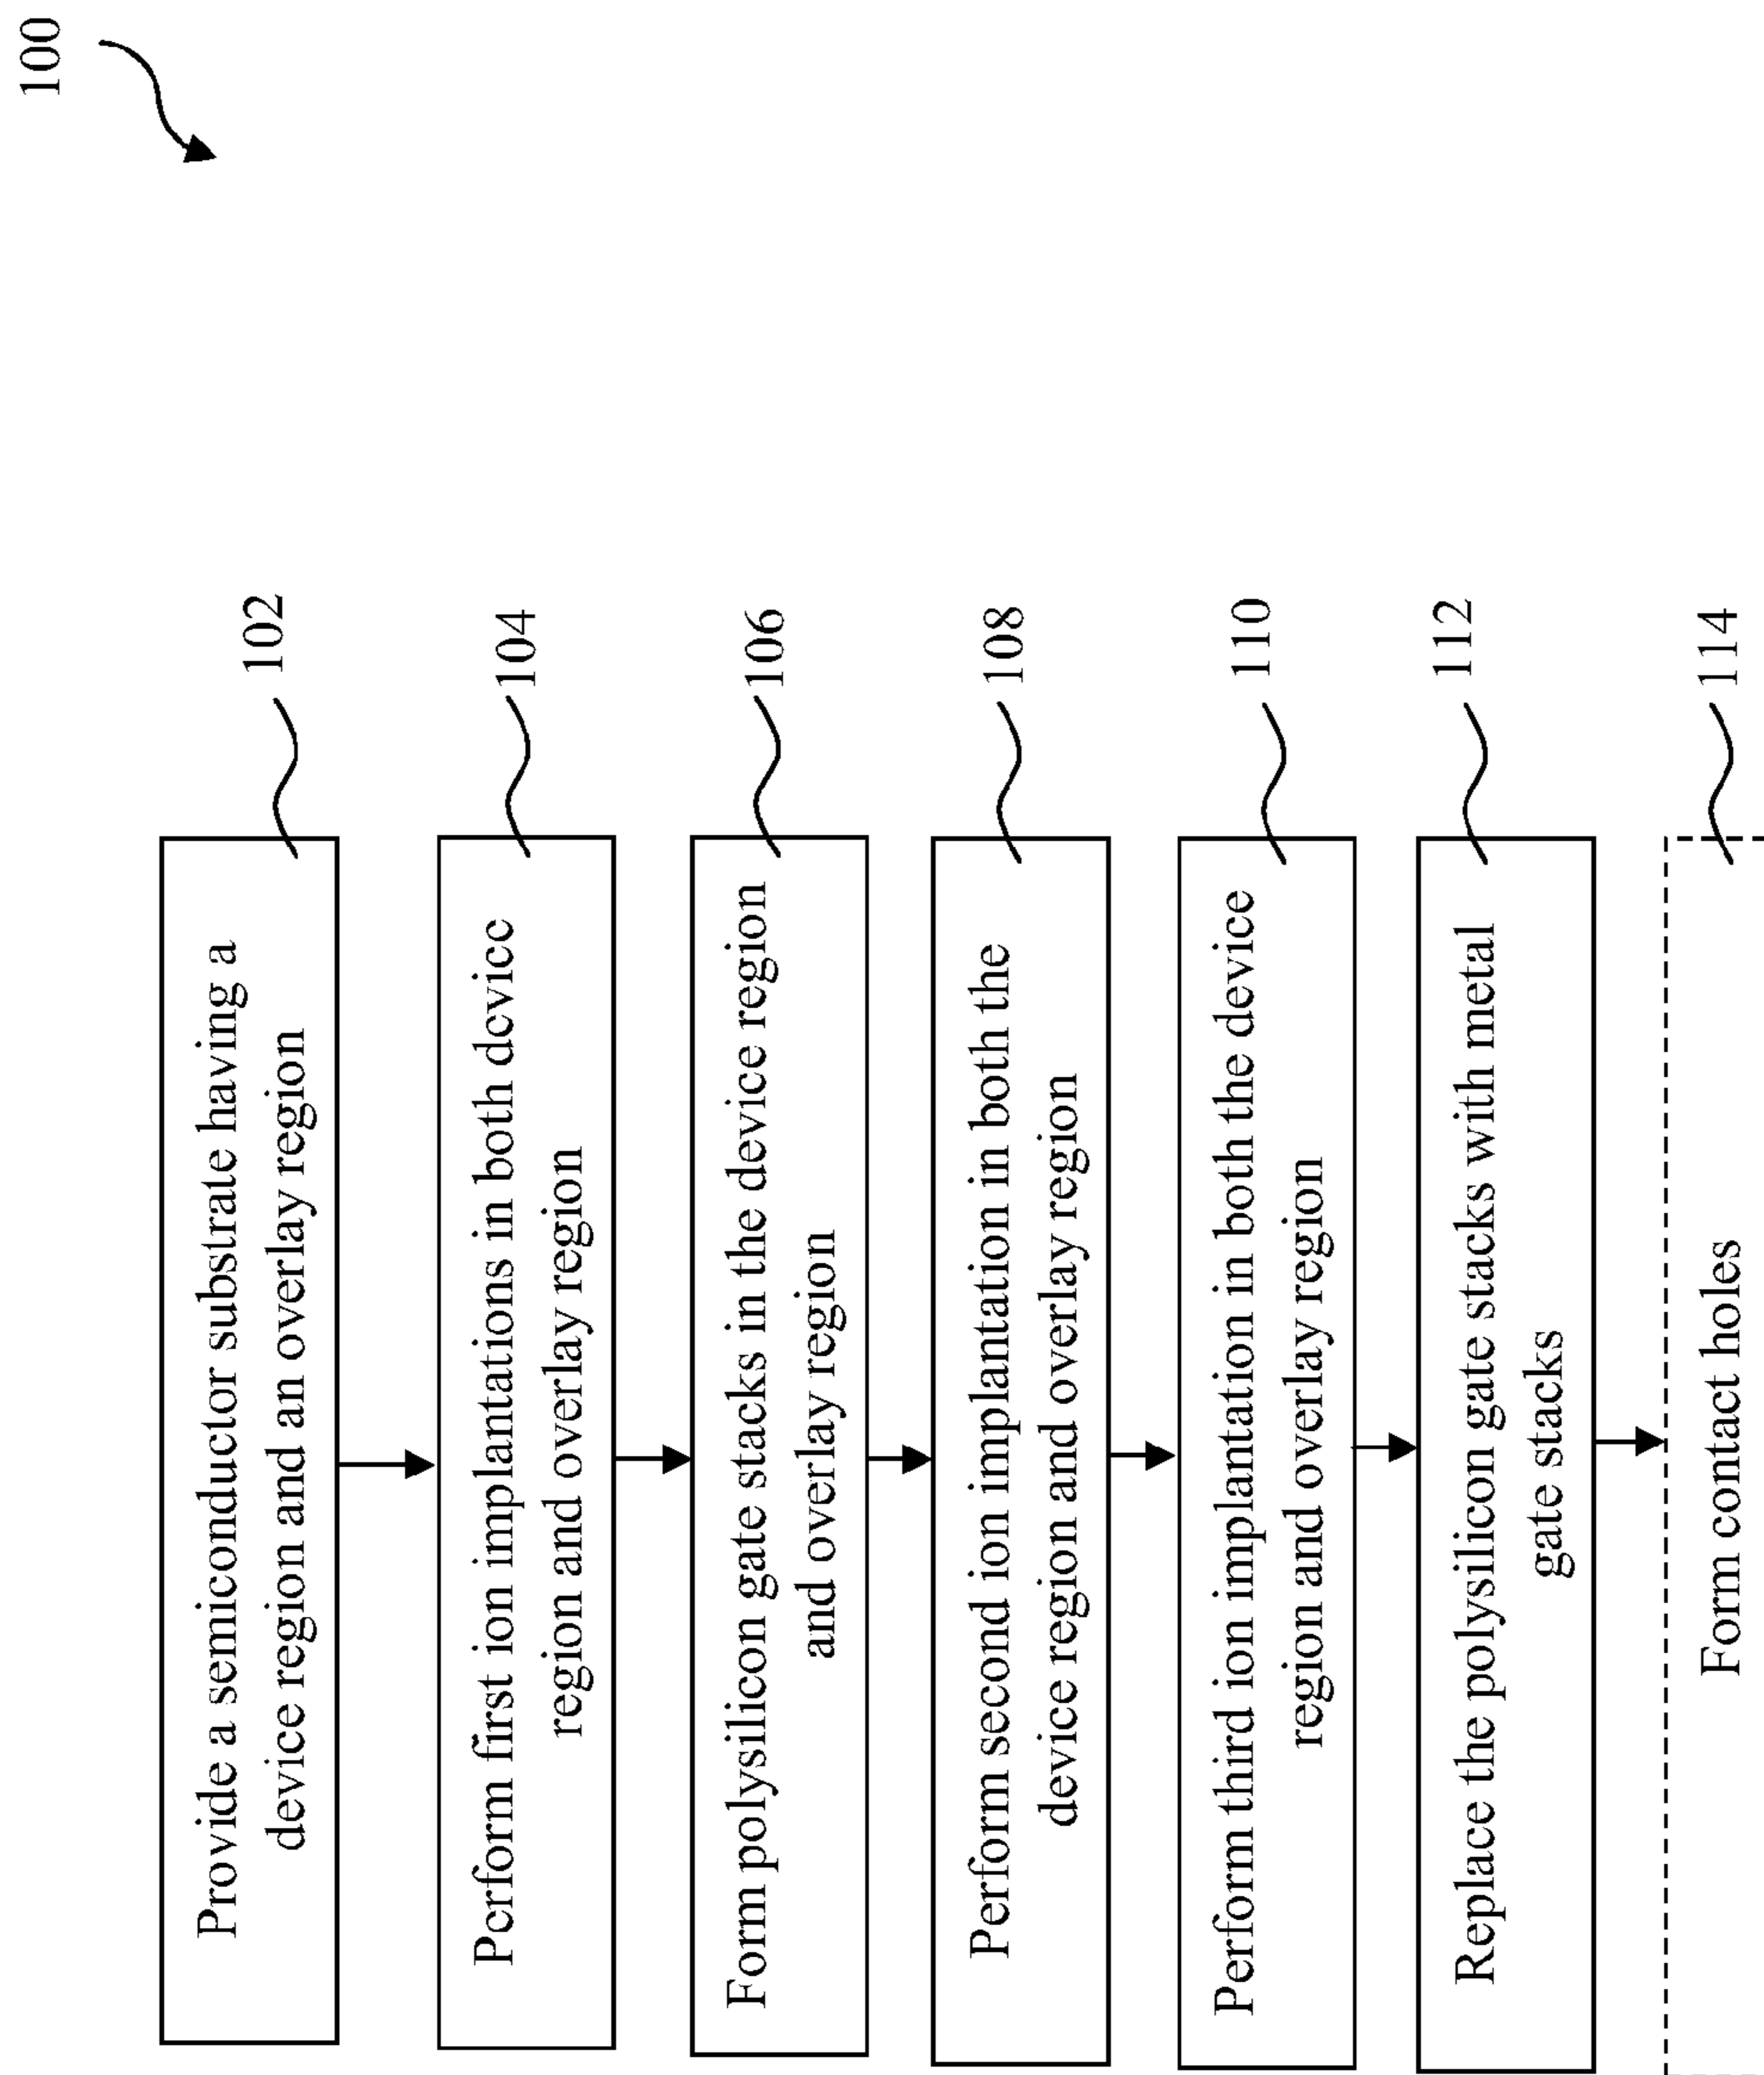 100
Provide a semiconductor substrate having a
device region and an overlay region
102
Perform first ion implantations in both device
region and overlay region
104
Form polysilicon gate stacks in the device region
and overlay region
106
Perform second ion implantation in both the
device region and overlay region
108
Perform third ion implantation in both the device
region and overlay region
110
Replace the polysilicon gate stacks with metal
gate stacks
112
Form contact holes
114